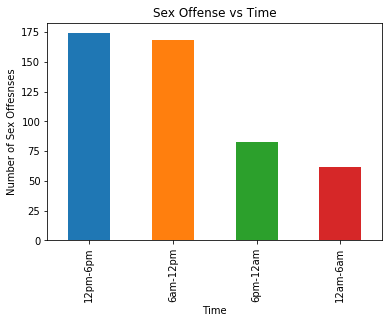 Sex Offense vs Time
Number of Sex Offesnses
175
150
125
100
75
50
25
0
12pm-6pm
6am-12pm
6pm-12am
12am-6am
Time